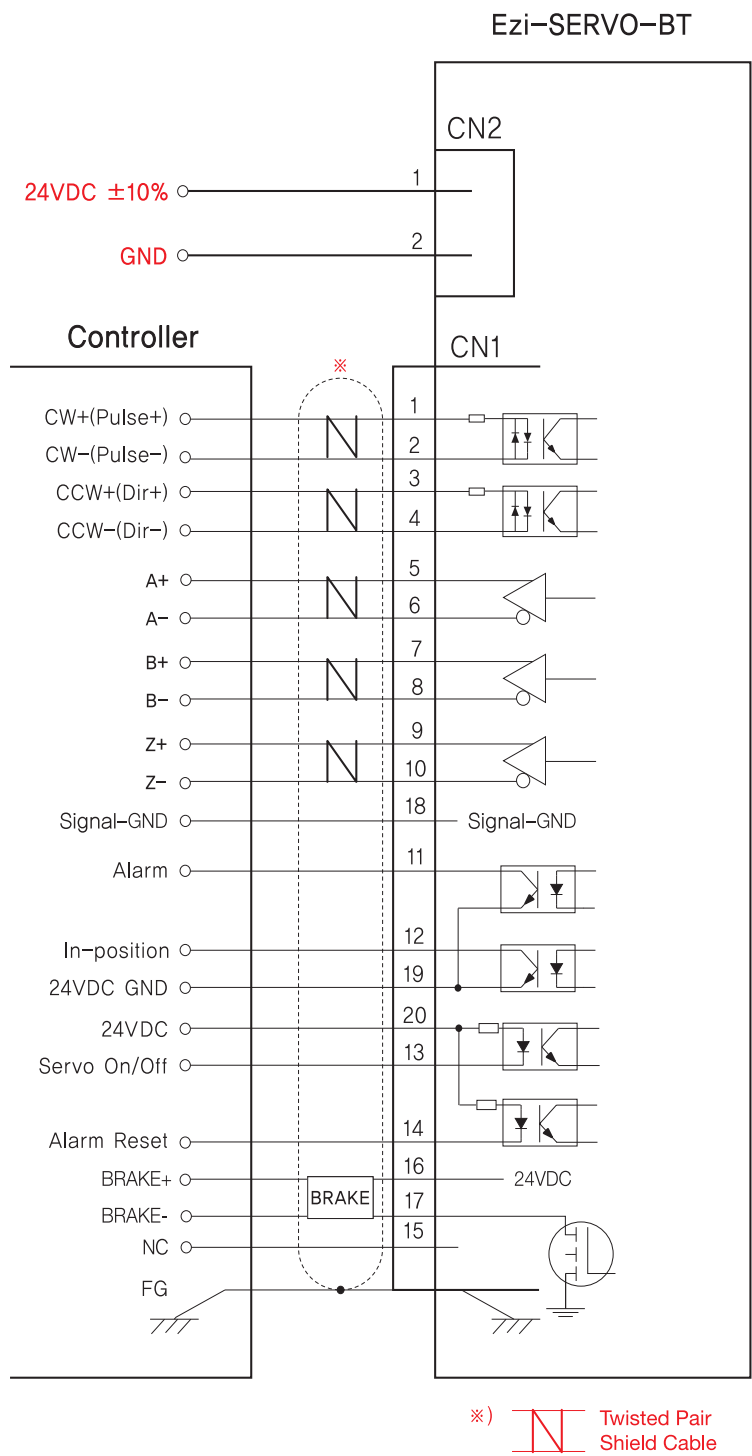 Ezi-SERVO-BT
CN2
24VDC ±10% 1
GND 2
Controller
CN1
※
CW+(Pulse+) 1
CW-(Pulse-) 2
CCW+(Dir+) 3
CCW-(Dir-) 4
A+ 5
A- 6
B+ 7
B- 8
Z+ 9
Z- 10
Signal-GND 18 Signal-GND
Alarm 11
In-position 12
24VDC GND 19
24VDC 20
Servo On/Off 13
Alarm Reset 14
BRAKE+ 16 24VDC
BRAKE
BRAKE- 17
NC 15
FG
※) Twisted Pair
Shield Cable